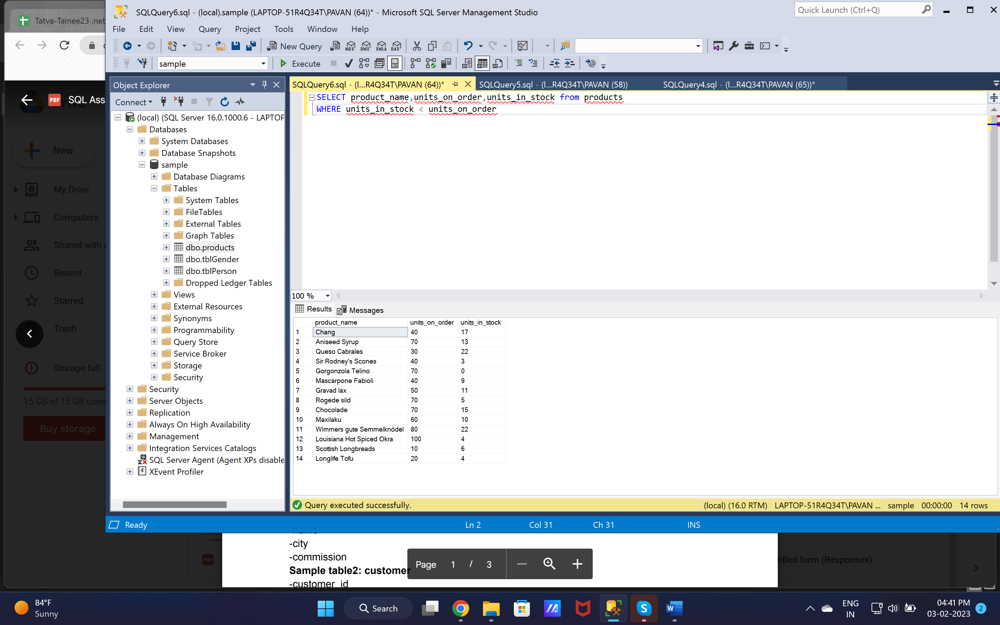 Tatva-Tainee23 .net
SQLQuery6.sql - (local).sample (LAPTOP-51R4Q34T\PAVAN (64))* - Microsoft SQL Server Management Studio
Quick Launch (Ctrl+Q)
File Edit View Query Project Tools Window Help
New Query MDX DMX XMLA DAX
sample Execute
Object Explorer
SQLQuery6.sql - (l...R4Q34T\PAVAN (64))* SQLQuery5.sql - (l...R4Q34T\PAVAN (58)) SQLQuery4.sql - (l...R4Q34T\PAVAN (65))*
PDF SQL Ass
Connect
SELECT product_name,units_on_order,units_in_stock from products
WHERE units_in_stock < units_on_order
(local) (SQL Server 16.0.1000.6 - LAPTOP
Databases
System Databases
Database Snapshots
sample
Database Diagrams
Tables
System Tables
FileTables
External Tables
Graph Tables
dbo.products
dbo.tblGender
dbo.tblPerson
Dropped Ledger Tables
Views
External Resources
Synonyms
Programmability
Query Store
Service Broker
Storage
Security
Security
Server Objects
Replication
Always On High Availability
Management
Integration Services Catalogs
SQL Server Agent (Agent XPs disable
XEvent Profiler
New
My Drive
Computers
Shared with
Recent
Starred
Trash
Storage full
15 GB of 15 GB used
Buy storage
100 %
Results Messages
product_name units_on_order units_in_stock
1 Chang 40 17
2 Aniseed Syrup 70 13
3 Queso Cabrales 30 22
4 Sir Rodney's Scones 40 3
5 Gorgonzola Telino 70 0
6 Mascarpone Fabioli 40 9
7 Gravad lax 50 11
8 Rogede sild 70 5
9 Chocolade 70 15
10 Maxilaku 60 10
11 Wimmers gute Semmelknödel 80 22
12 Louisiana Hot Spiced Okra 100 4
13 Scottish Longbreads 10 6
14 Longlife Tofu 20 4
Query executed successfully. (local) (16.0 RTM) LAPTOP-51R4Q34T\PAVAN ... sample 00:00:00 14 rows
Ready Ln 2 Col 31 Ch 31 INS
-city
-commission
Sample table2: customer
-customer_id
Page 1 / 3
PDF
titled form (Responses)
84°F
Sunny
Search
ENG
IN
04:41 PM
03-02-2023
2